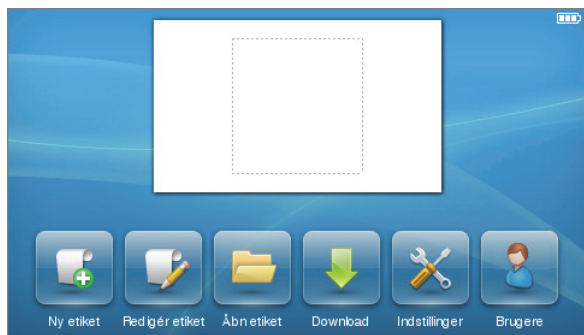 Ny etiket
Redigér etiket
Åbn etiket
Download
Indstillinger
Brugere